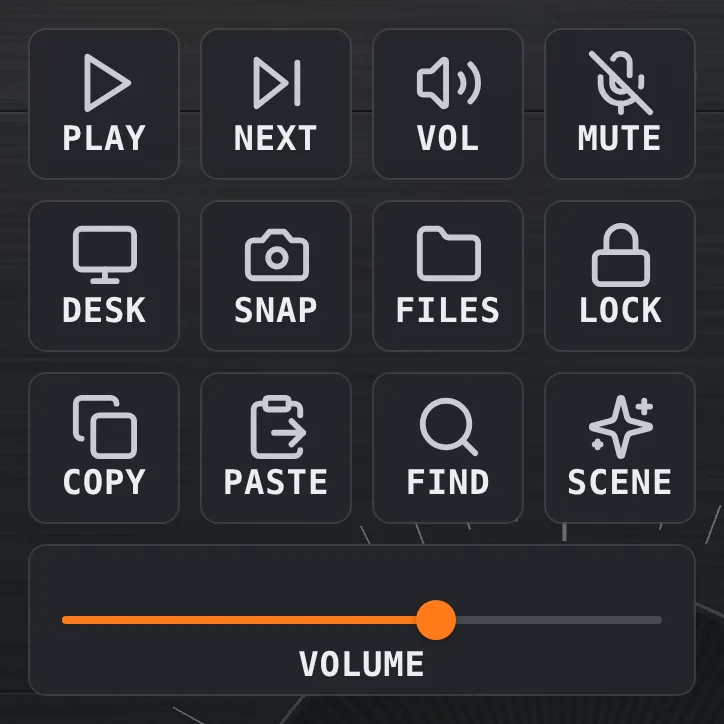 PLAY NEXT VOL MUTE
DESK SNAP FILES LOCK
COPY PASTE FIND SCENE
VOLUME